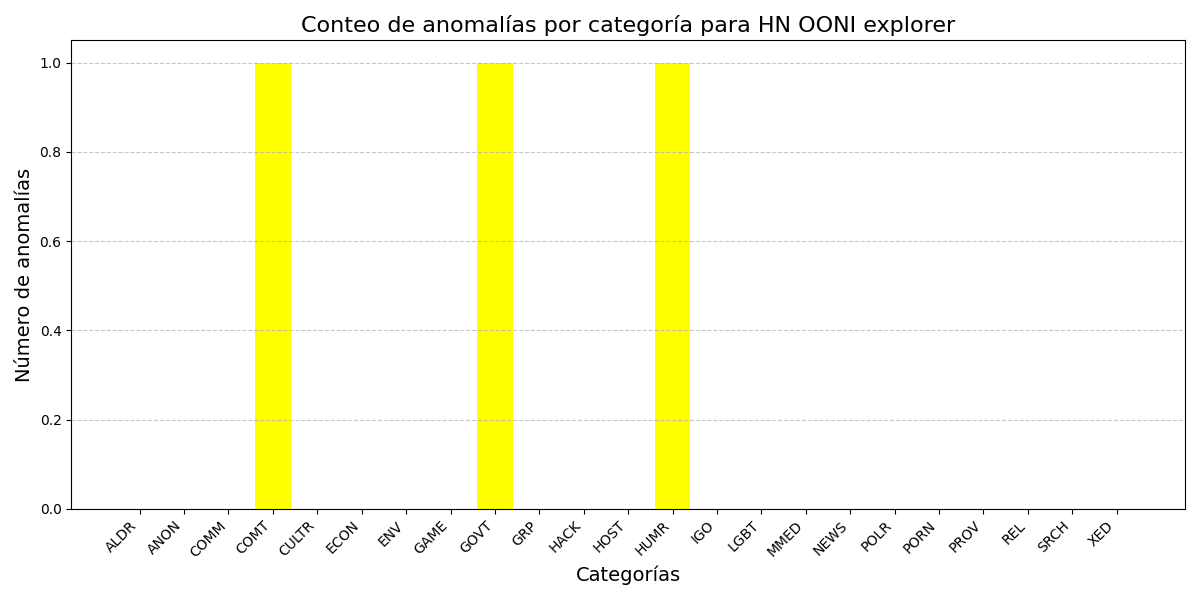 Conteo de anomalías por categoría para HN OONI explorer
Número de anomalías
1.0
0.8
0.6
0.4
0.2
0.0
ALDR ANON COMM COMT CULTR ECON ENV GAME GOVT GRP HACK HOST HUMR IGO LGBT MMED NEWS POLR PORN PROV REL SRCH XED
Categorías